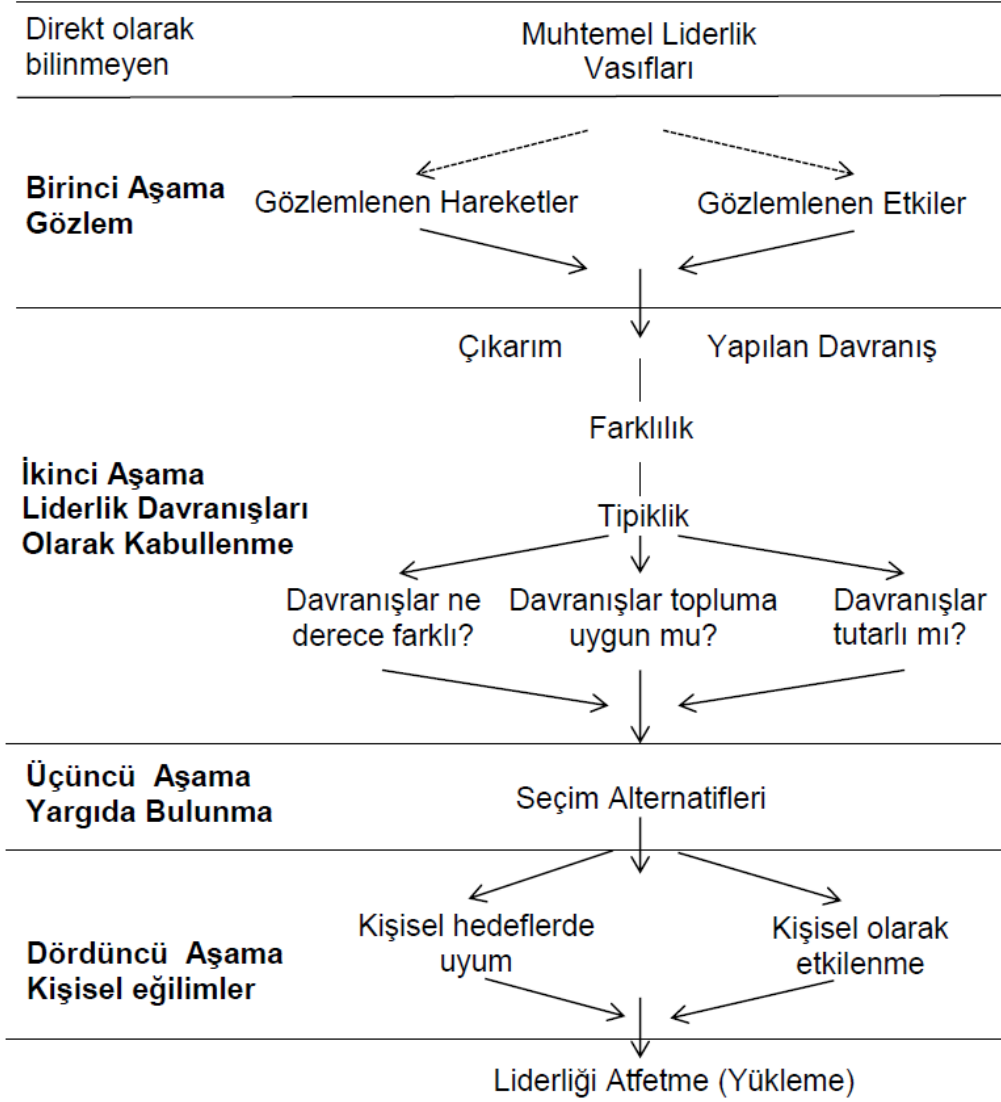 Direkt olarak
bilinmeyen
Muhtemel Liderlik
Vasıfları
Birinci Aşama
Gözlem
Gözlemlenen Hareketler
Gözlemlenen Etkiler
Çıkarım
Yapılan Davranış
Farklılık
İkinci Aşama
Liderlik Davranışları
Olarak Kabullenme
Tipiklik
Davranışlar ne
derece farklı?
Davranışlar topluma
uygun mu?
Davranışlar
tutarlı mı?
Üçüncü Aşama
Yargıda Bulunma
Seçim Alternatifleri
Dördüncü Aşama
Kişisel eğilimler
Kişisel hedeflerde
uyum
Kişisel olarak
etkilenme
Liderliği Atfetme (Yükleme)